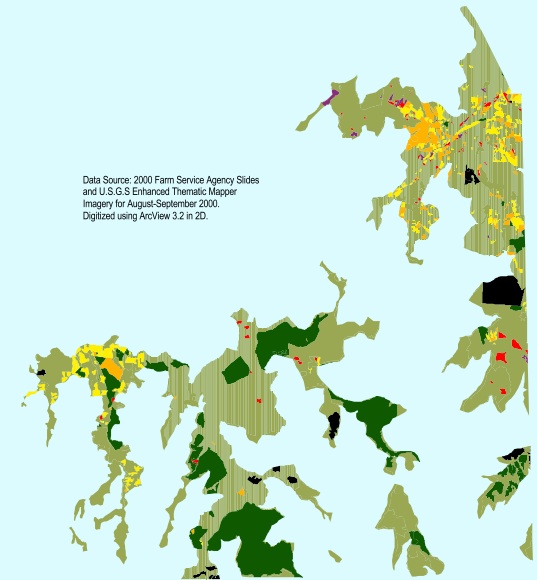 Data Source: 2000 Farm Service Agency Slides
and U.S.G.S Enhanced Thematic Mapper
Imagery for August-September 2000.
Digitized using ArcView 3.2 in 2D.